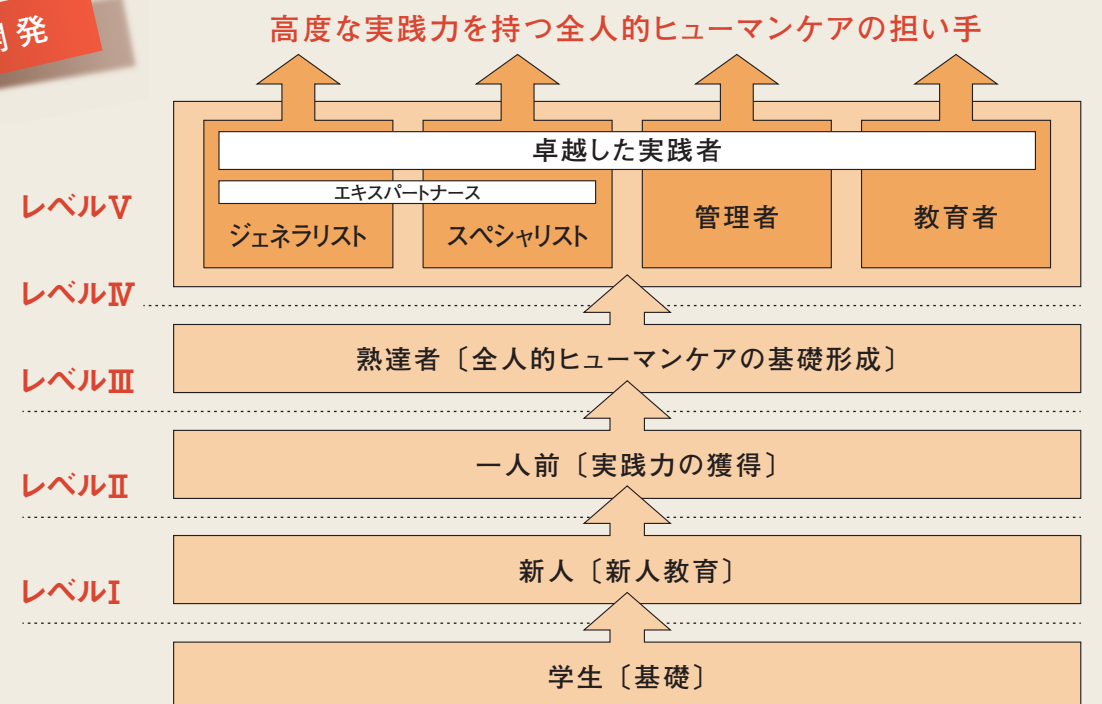 発
高度な実践力を持つ全人的ヒューマンケアの担い手
卓越した実践者
エキスパートナース
レベルⅤ
ジェネラリスト
スペシャリスト
管理者
教育者
レベルⅣ
熟達者〔全人的ヒューマンケアの基礎形成〕
レベルⅢ
一人前〔実践力の獲得〕
レベルⅡ
新人〔新人教育〕
レベルⅠ
学生〔基礎〕